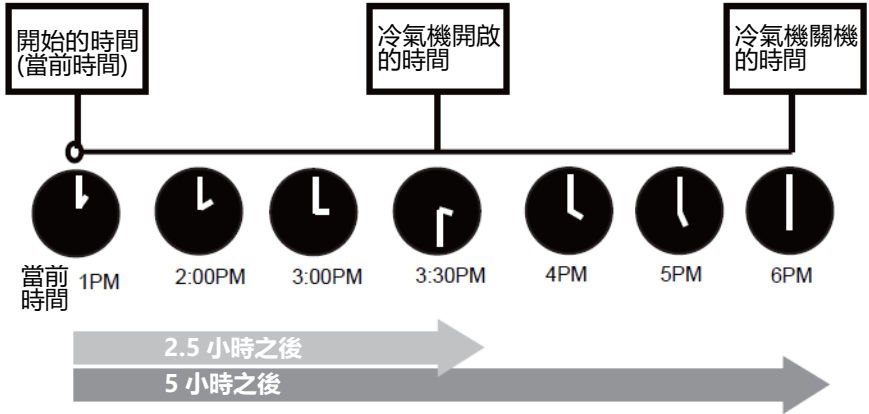 開始的時間
(當前時間)
冷氣機開啟
的時間
冷氣機關機
的時間
當前
時間
1PM
2:00PM
3:00PM
3:30PM
4PM
5PM
6PM
2.5 小時之後
5 小時之後